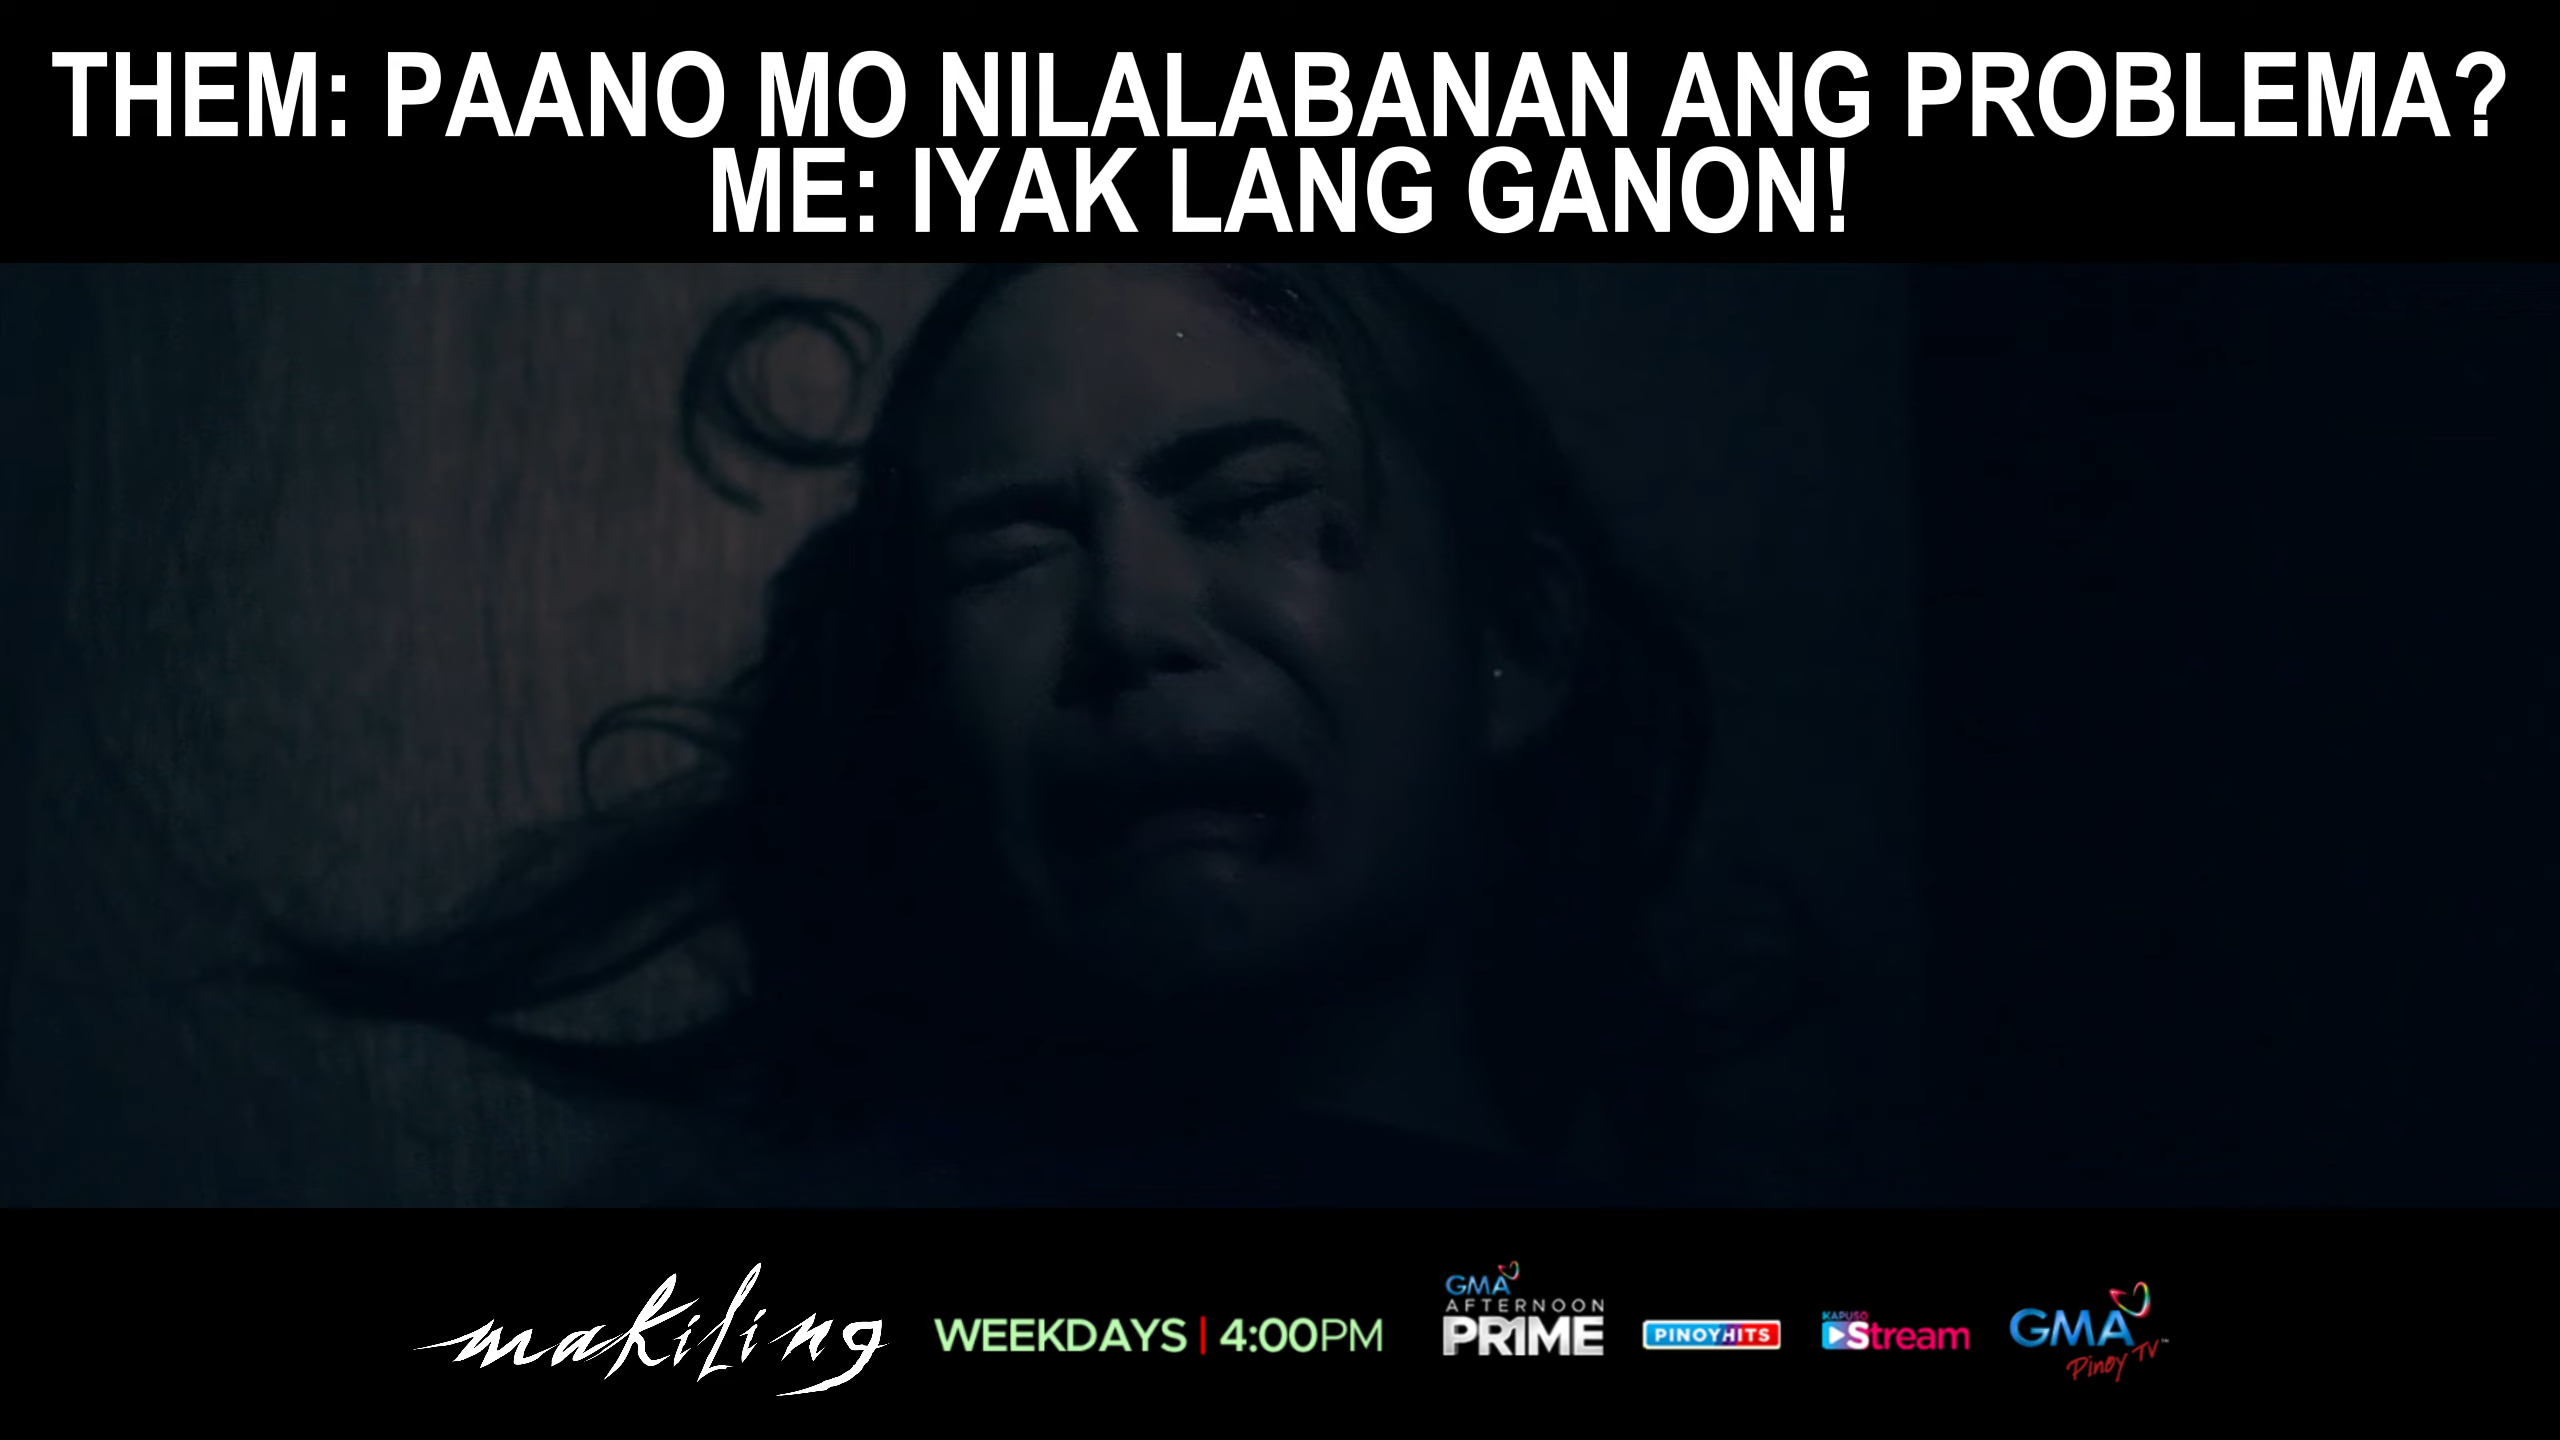 THEM: PAANO MO NILALABANAN ANG PROBLEMA?
ME: IYAK LANG GANON!
makiling
WEEKDAYS | 4:00PM
GMA
AFTERNOON
PR1ME
PINOYHITS
KAPUSO
Stream
GMA
Pinoy TV